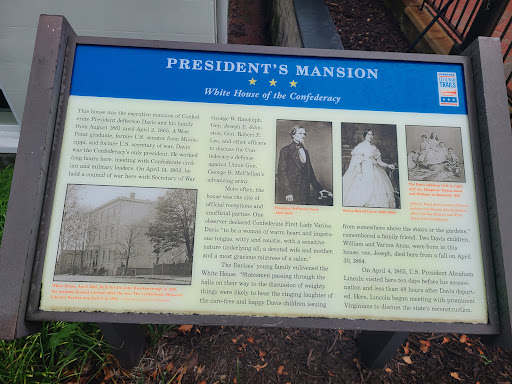 PRESIDENT'S MANSION
White House of the Confederacy
CIVIL WAR
TRAILS
This house was the executive mansion of Confed-
erate President Jefferson Davis and his family
from August 1861 until April 2, 1865. A West
Point graduate, former U.S. senator from Missis-
sippi, and former U.S. secretary of war, Davis
was the Confederacy's only president. He worked
long hours here, meeting with Confederate civil-
ian and military leaders. On April 14, 1862, he
held a council of war here with Secretary of War
George W. Randolph,
Gen. Joseph E. John-
ston, Gen. Robert E.
Lee, and other officers
to discuss the Con-
federacy's defense
against Union Gen.
George B. McClellan's
advancing army.
More often, the
house was the site of
official receptions and
unofficial parties. One
observer declared Confederate First Lady Varina
Davis "to be a woman of warm heart and impetu-
ous tongue, witty and caustic, with a sensitive
nature underlying all; a devoted wife and mother,
and a most gracious mistress of a salon."
The Davises' young family enlivened the
White House. "Statesmen passing through the
halls on their way to the discussion of weighty
things were likely to hear the ringing laughter of
the care-free and happy Davis children issuing
from somewhere above the stairs or the gardens,"
remembered a family friend. Two Davis children,
William and Varina Anne, were born in this
house; one, Joseph, died here from a fall on April
30, 1864.
On April 4, 1865, U.S. President Abraham
Lincoln visited here ten days before his assassi-
nation and less than 48 hours after Davis depart-
ed. Here, Lincoln began meeting with prominent
Virginians to discuss the state's reconstruction.